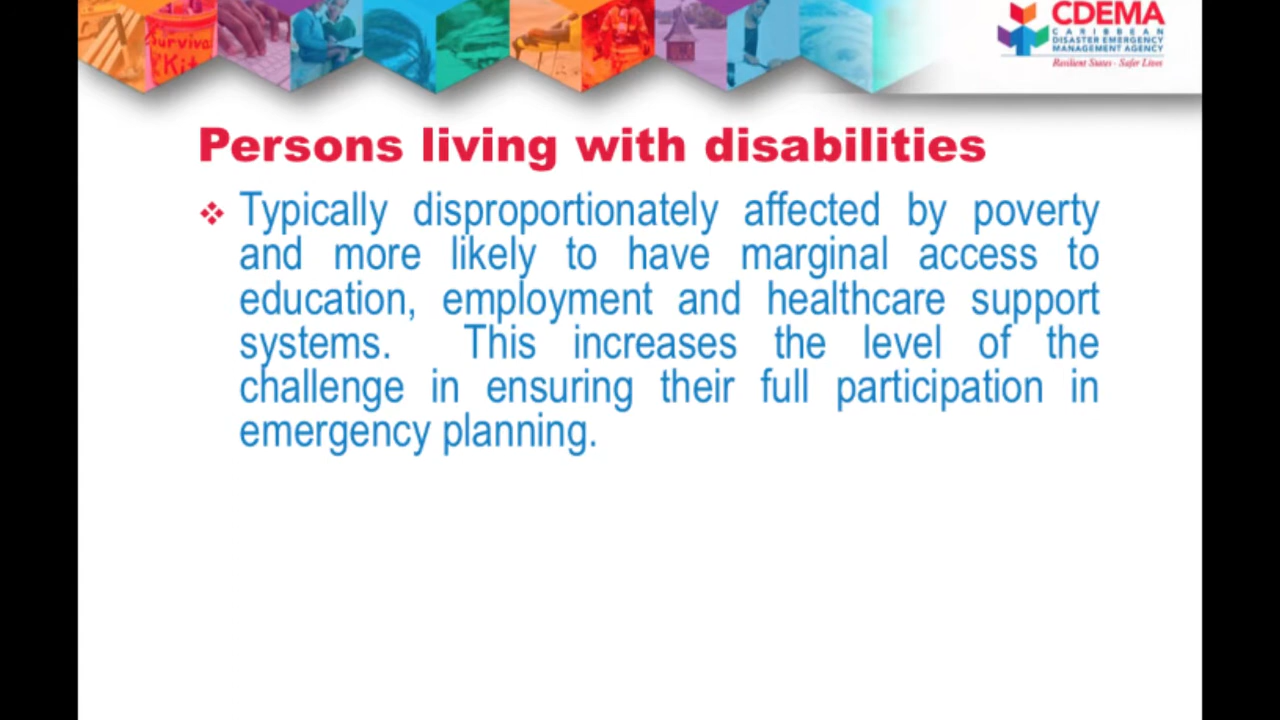 Survival
Kit
CDEMA
CARIBBEAN
DISASTER EMERGENCY
MANAGEMENT AGENCY
Resilient States - Safer Lives
Persons living with disabilities
Typically disproportionately affected by poverty
and more likely to have marginal access to
education, employment and healthcare support
systems. This increases the level of the
challenge in ensuring their full participation in
emergency planning.